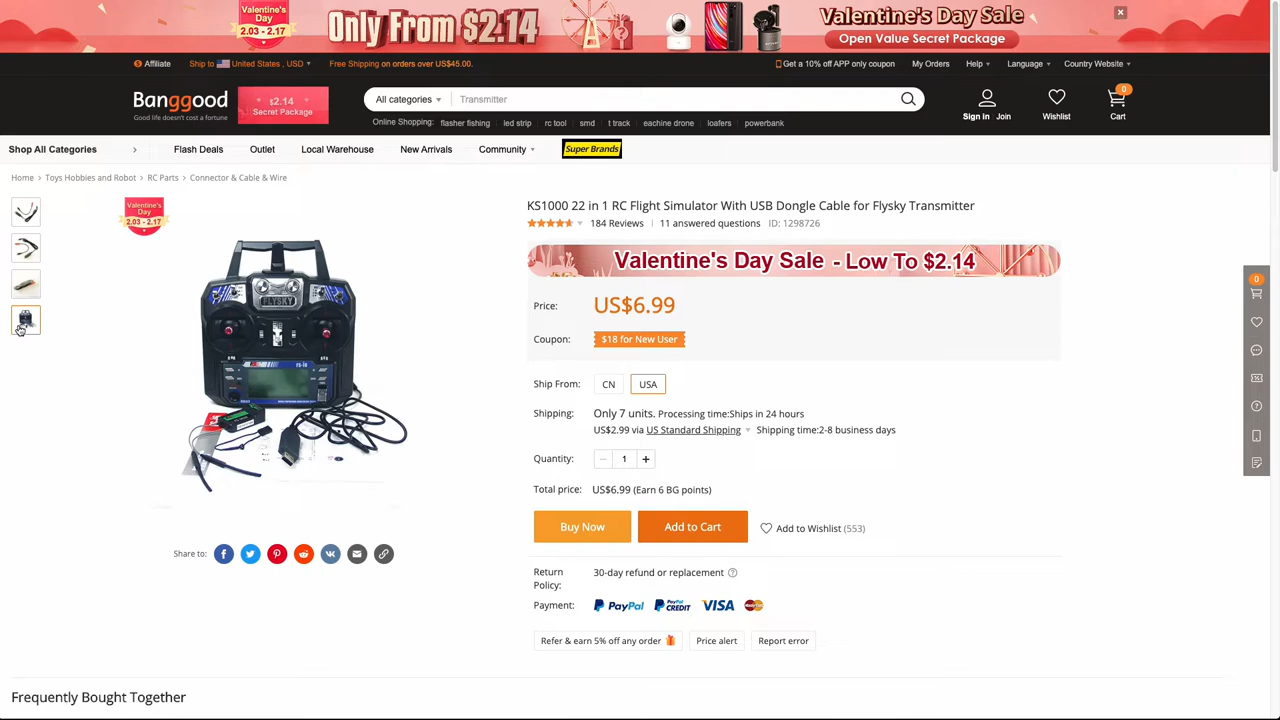 Valentine's
Day
2.03 - 2.17
Only From $2.14
Valentine's Day Sale
Open Value Secret Package
Affiliate
Ship to United States , USD
Free Shipping on orders over US$45.00.
Get a 10% off APP only coupon
My Orders
Help
Language
Country Website
Banggood
Good life doesn't cost a fortune
$2.14
Secret Package
All categories
Transmitter
Online Shopping: flasher fishing led strip rc tool smd t track eachine drone loafers powerbank
Sign In Join
Wishlist
0
Cart
Shop All Categories
Flash Deals
Outlet
Local Warehouse
New Arrivals
Community
Super Brands
Home > Toys Hobbies and Robot > RC Parts > Connector & Cable & Wire
Valentine's
Day
2.03 - 2.17
FLYSKY
KS1000 22 in 1 RC Flight Simulator With USB Dongle Cable for Flysky Transmitter
184 Reviews | 11 answered questions ID: 1298726
Valentine's Day Sale - Low To $2.14
Price: US$6.99
Coupon: $18 for New User
Ship From: CN USA
Shipping: Only 7 units. Processing time:Ships in 24 hours
US$2.99 via US Standard Shipping Shipping time:2-8 business days
Quantity: − 1 +
Total price: US$6.99 (Earn 6 BG points)
Buy Now
Add to Cart
Add to Wishlist (553)
Share to:
Return
Policy:
30-day refund or replacement
Payment: PayPal PayPal CREDIT VISA MasterCard
Refer & earn 5% off any order
Price alert
Report error
0
Frequently Bought Together